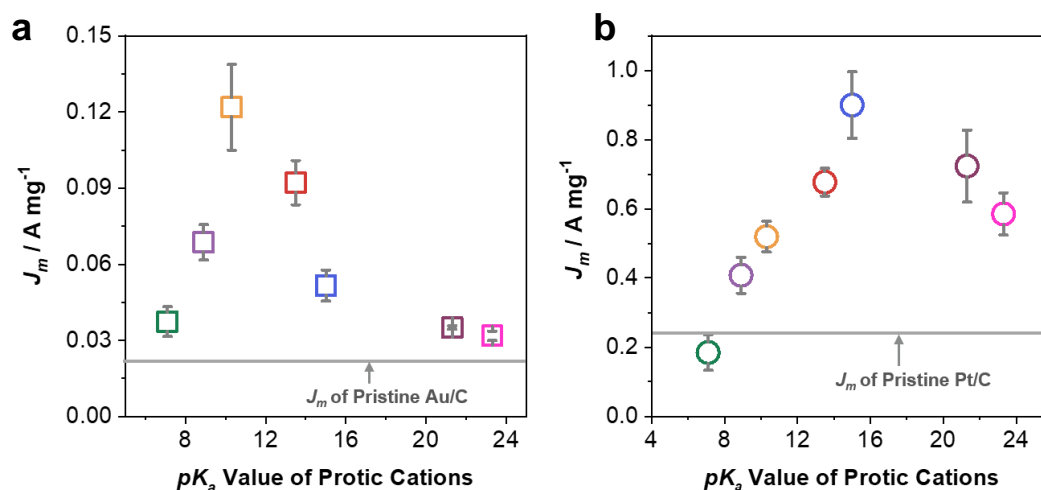 a
0.15
0.12
0.09
0.06
0.03
0.00
J_m / A mg⁻¹
J_m of Pristine Au/C
8 12 16 20 24
pK_a Value of Protic Cations
b
1.0
0.8
0.6
0.4
0.2
0.0
J_m / A mg⁻¹
J_m of Pristine Pt/C
4 8 12 16 20 24
pK_a Value of Protic Cations